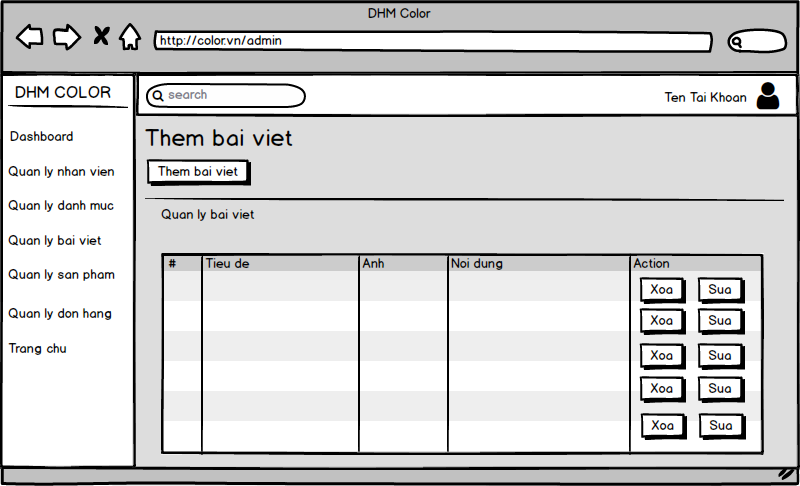 DHM Color
http://color.vn/admin
DHM COLOR
search
Ten Tai Khoan
Dashboard
Quan ly nhan vien
Quan ly danh muc
Quan ly bai viet
Quan ly san pham
Quan ly don hang
Trang chu
Them bai viet
Them bai viet
Quan ly bai viet
# Tieu de Anh Noi dung Action
Xoa Sua
Xoa Sua
Xoa Sua
Xoa Sua
Xoa Sua